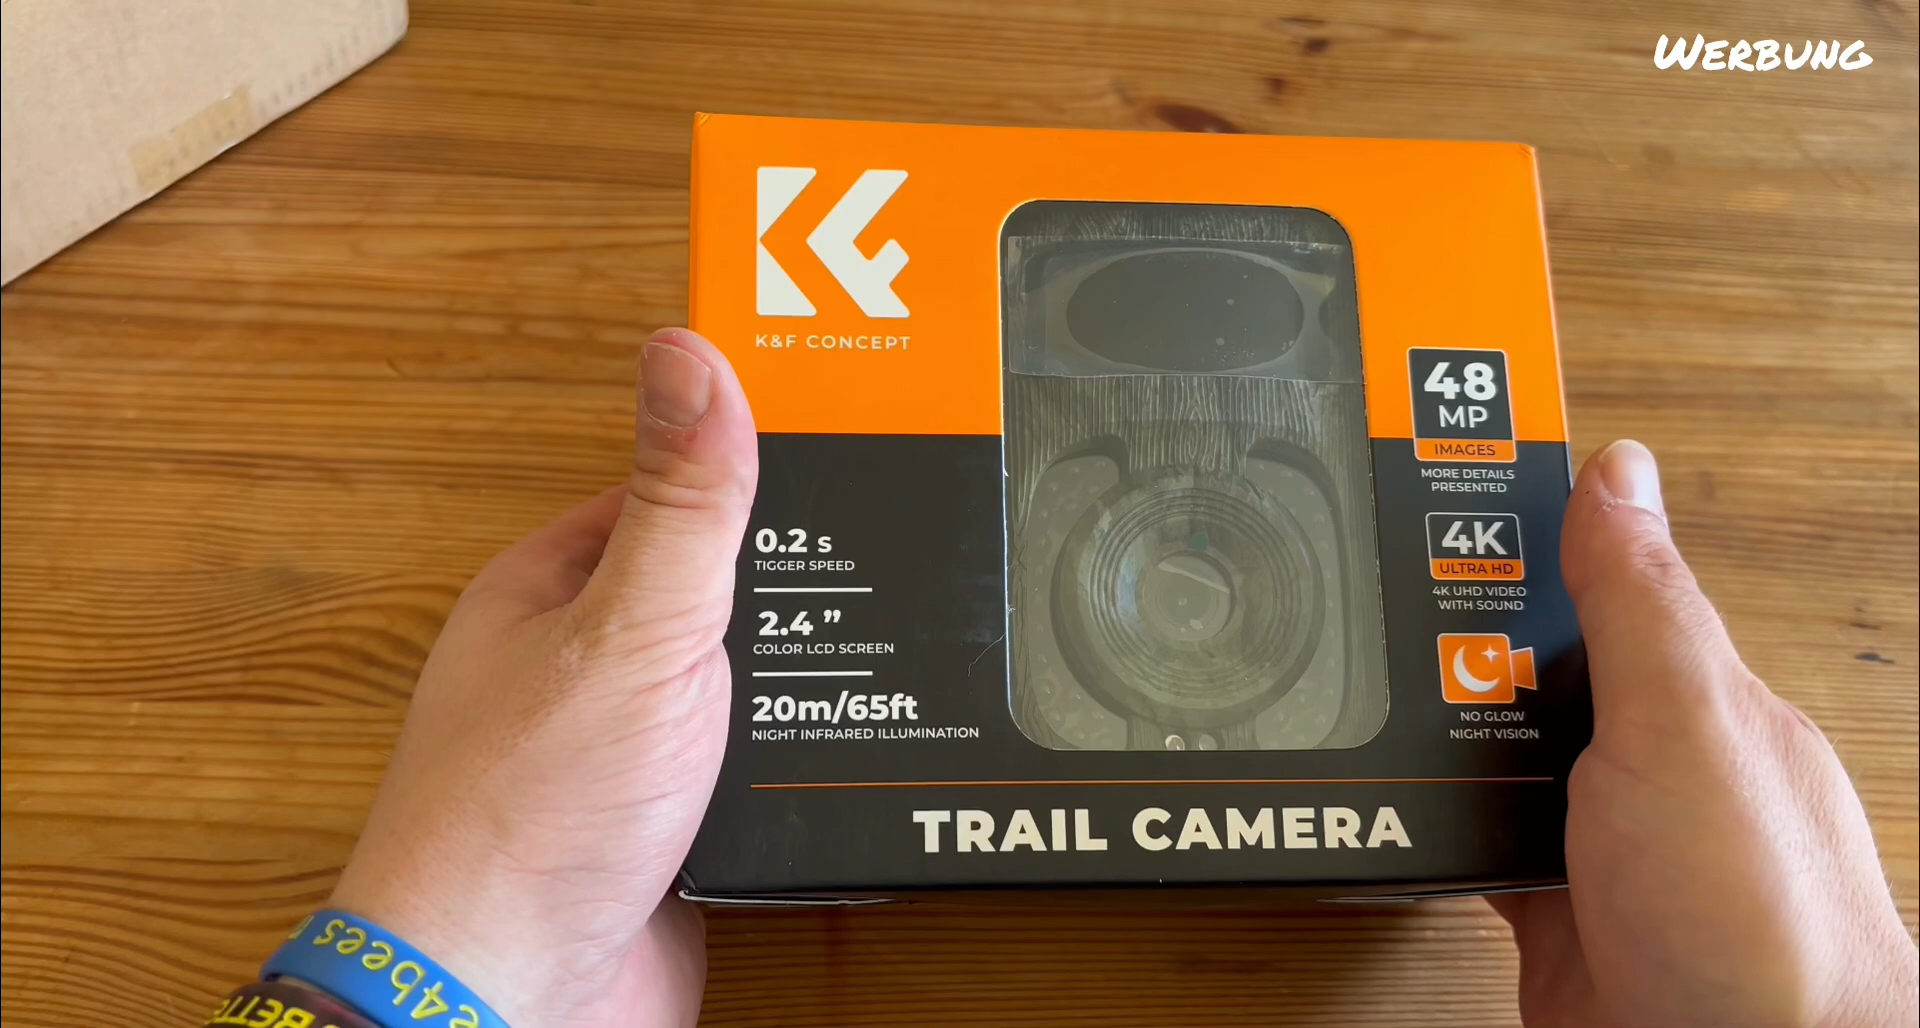 WERBUNG
K&F CONCEPT
48
MP
IMAGES
MORE DETAILS
PRESENTED
0.2 s
TIGGER SPEED
4K
ULTRA HD
4K UHD VIDEO
WITH SOUND
2.4 ”
COLOR LCD SCREEN
20m/65ft
NIGHT INFRARED ILLUMINATION
NO GLOW
NIGHT VISION
TRAIL CAMERA
e4bees